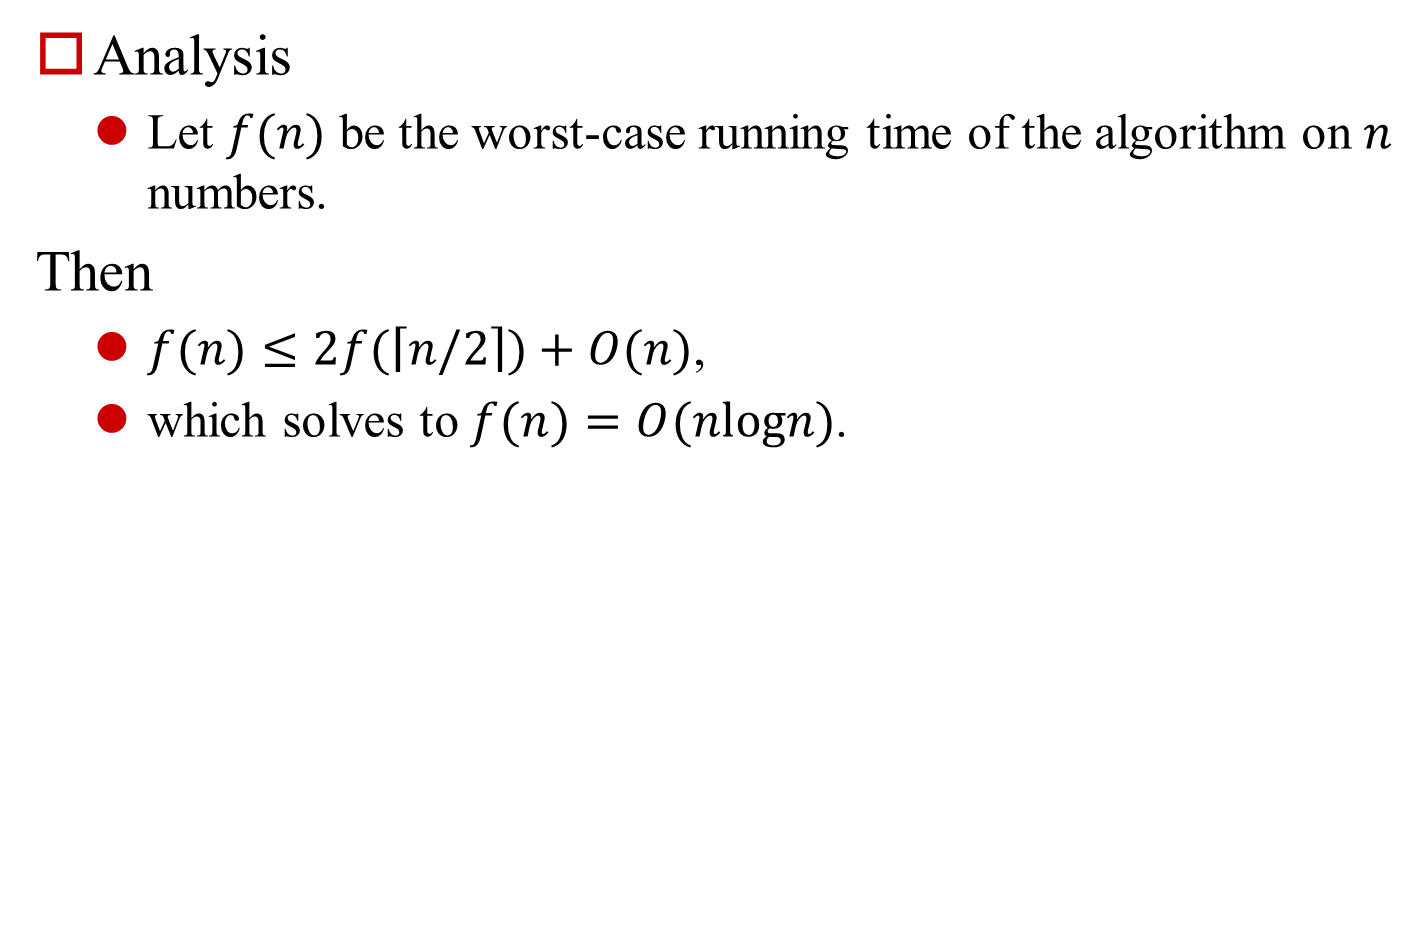 Analysis
Let f(n) be the worst-case running time of the algorithm on n
numbers.
Then
f(n) ≤ 2f(⌈n/2⌉) + O(n),
which solves to f(n) = O(nlogn).